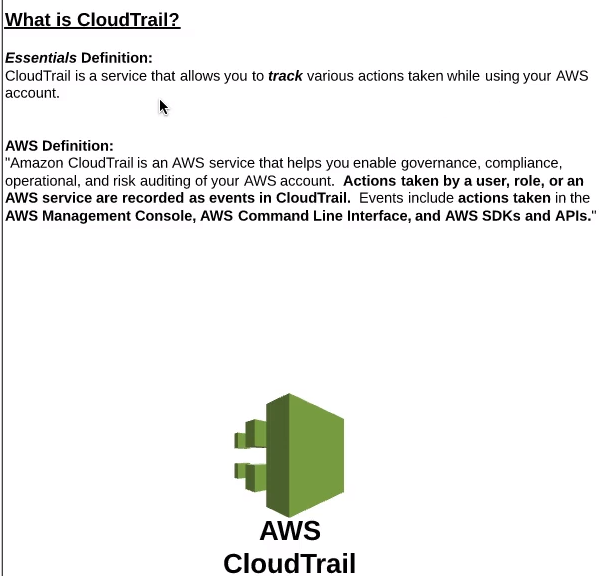 What is CloudTrail?
Essentials Definition:
CloudTrail is a service that allows you to track various actions taken while using your AWS
account.
AWS Definition:
"Amazon CloudTrail is an AWS service that helps you enable governance, compliance,
operational, and risk auditing of your AWS account. Actions taken by a user, role, or an
AWS service are recorded as events in CloudTrail. Events include actions taken in the
AWS Management Console, AWS Command Line Interface, and AWS SDKs and APIs."
AWS
CloudTrail